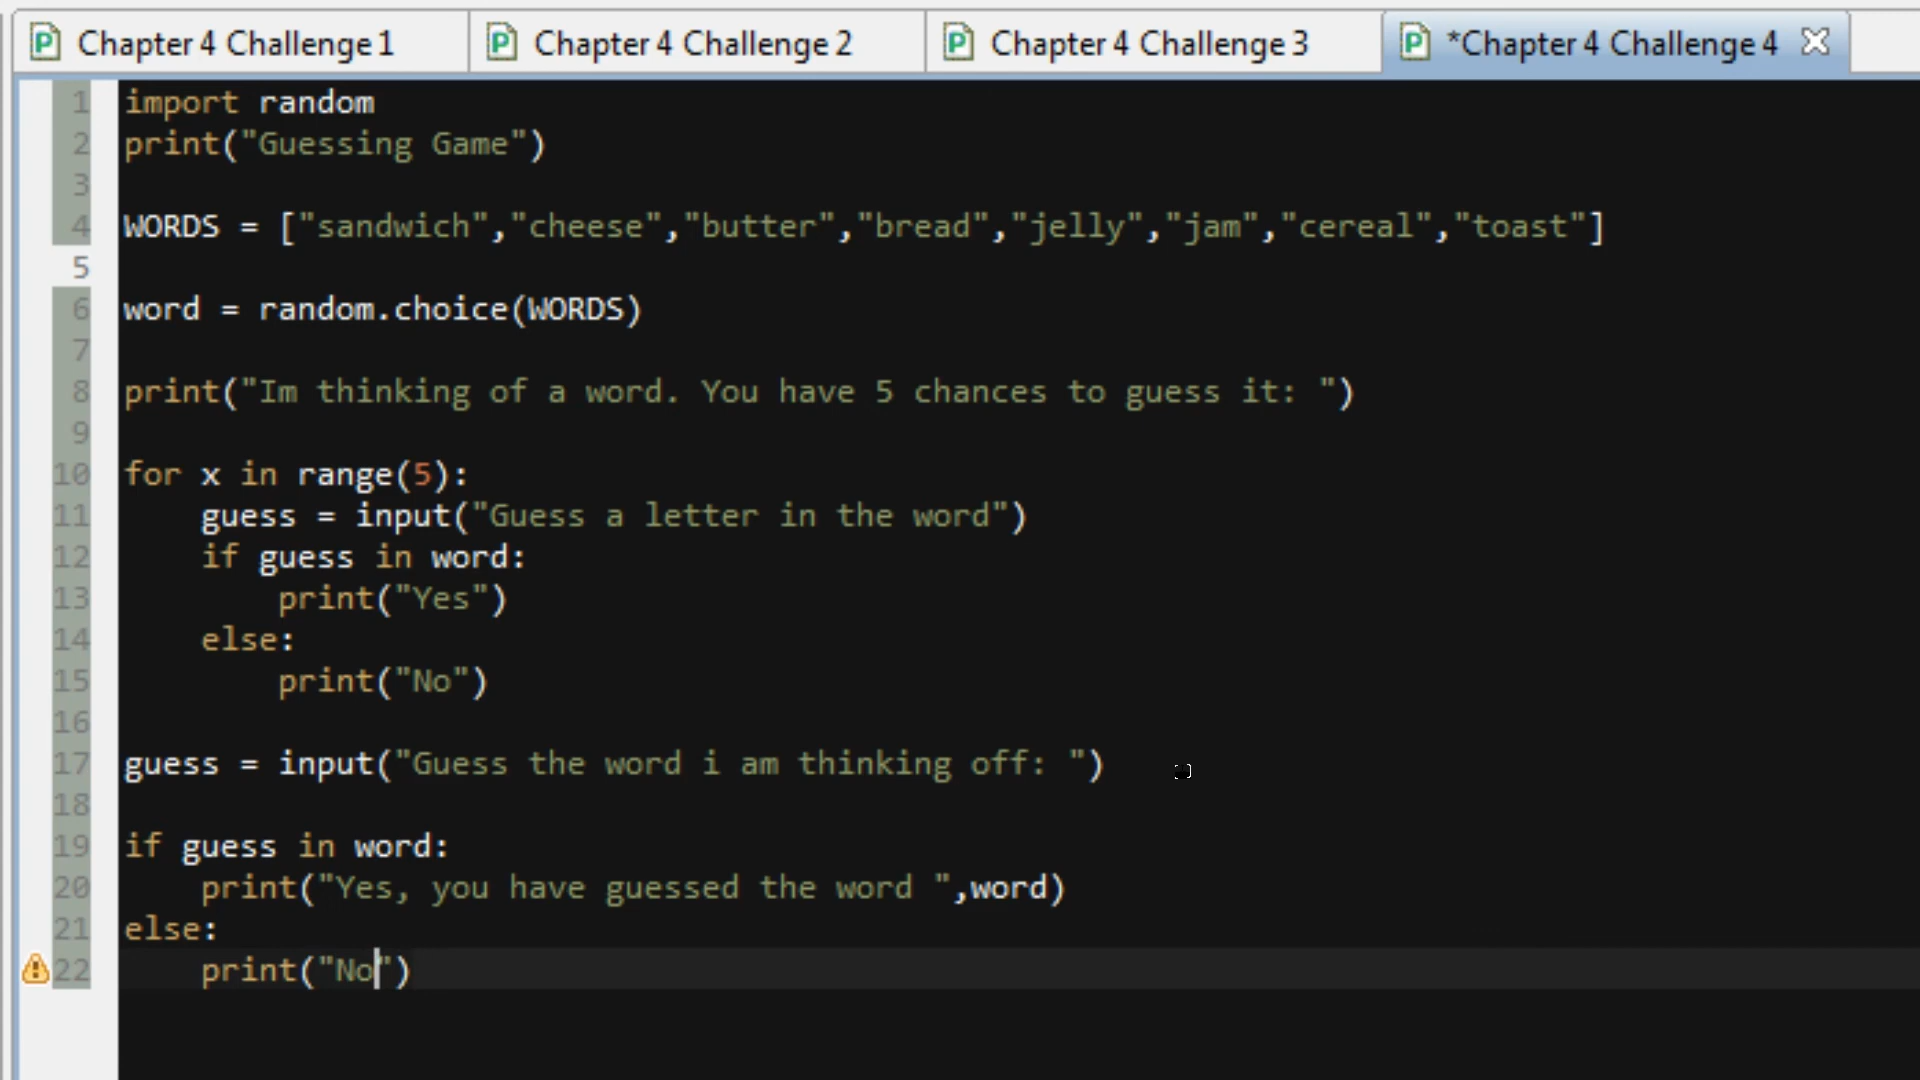 Chapter 4 Challenge 1 Chapter 4 Challenge 2 Chapter 4 Challenge 3 *Chapter 4 Challenge 4
1 import random
2 print("Guessing Game")
3
4 WORDS = ["sandwich","cheese","butter","bread","jelly","jam","cereal","toast"]
5
6 word = random.choice(WORDS)
7
8 print("Im thinking of a word. You have 5 chances to guess it: ")
9
10 for x in range(5):
11     guess = input("Guess a letter in the word")
12     if guess in word:
13         print("Yes")
14     else:
15         print("No")
16
17 guess = input("Guess the word i am thinking off: ")
18
19 if guess in word:
20     print("Yes, you have guessed the word ",word)
21 else:
22     print("No")